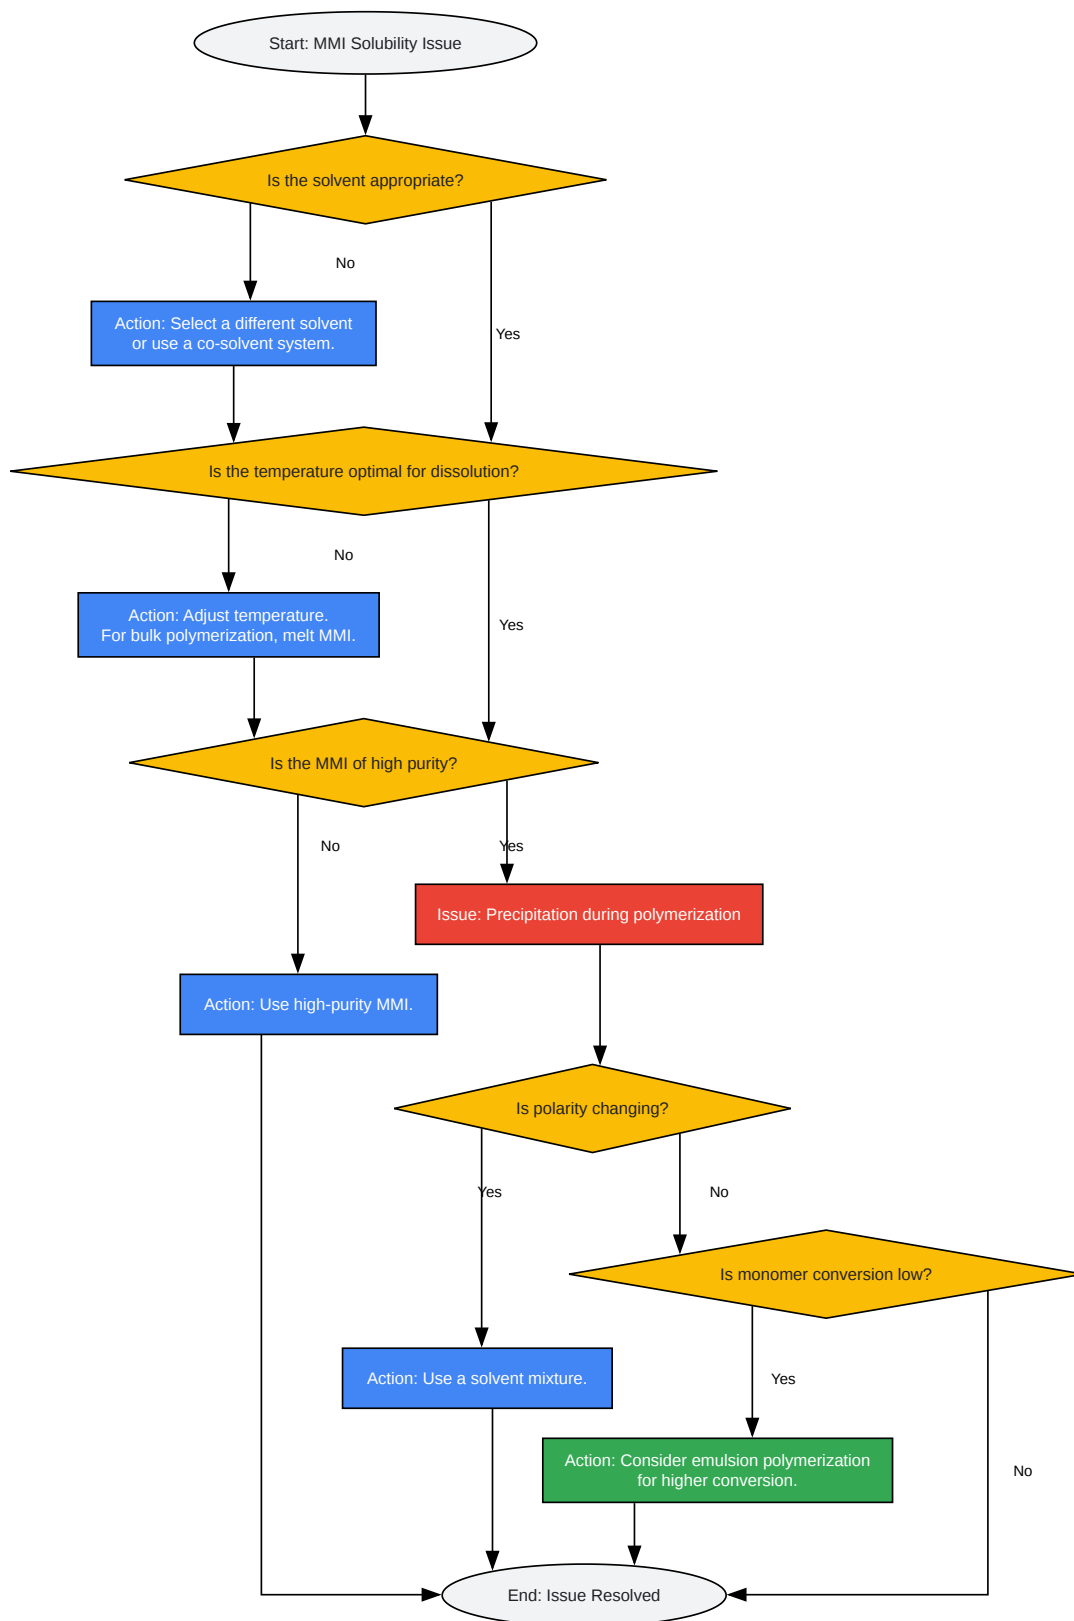 Start: MMI Solubility Issue
Is the solvent appropriate?
No
Action: Select a different solvent
or use a co-solvent system.
Yes
Is the temperature optimal for dissolution?
No
Action: Adjust temperature.
For bulk polymerization, melt MMI.
Yes
Is the MMI of high purity?
No
Yes
Issue: Precipitation during polymerization
Action: Use high-purity MMI.
Is polarity changing?
Yes
No
Is monomer conversion low?
Action: Use a solvent mixture.
Yes
Action: Consider emulsion polymerization
for higher conversion.
No
End: Issue Resolved